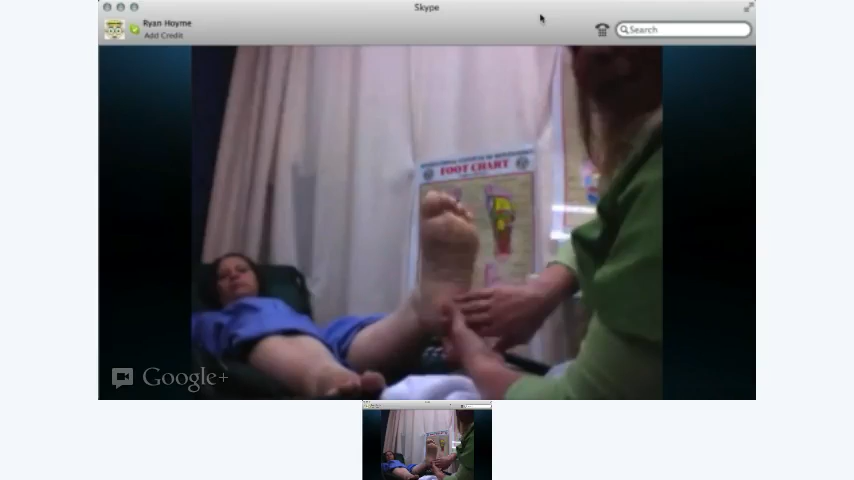 Skype
Ryan Hoyme
Add Credit
Search
FOOT CHART
Google+